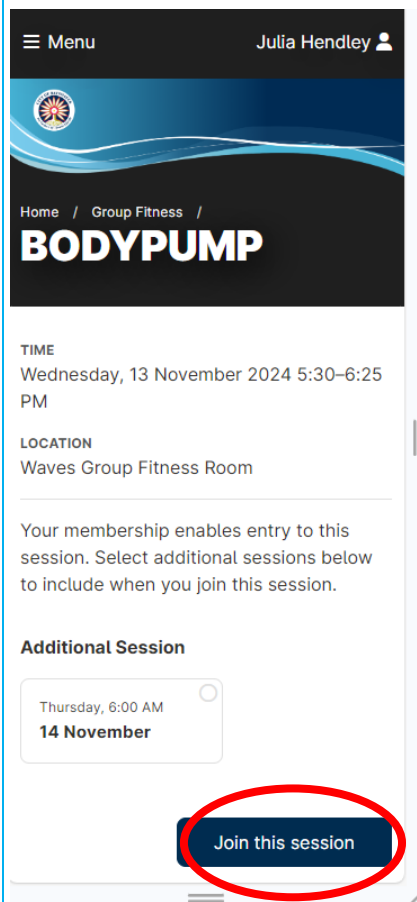 Menu
Julia Hendley
Home / Group Fitness /
BODYPUMP
TIME
Wednesday, 13 November 2024 5:30–6:25
PM
LOCATION
Waves Group Fitness Room
Your membership enables entry to this
session. Select additional sessions below
to include when you join this session.
Additional Session
Thursday, 6:00 AM
14 November
Join this session